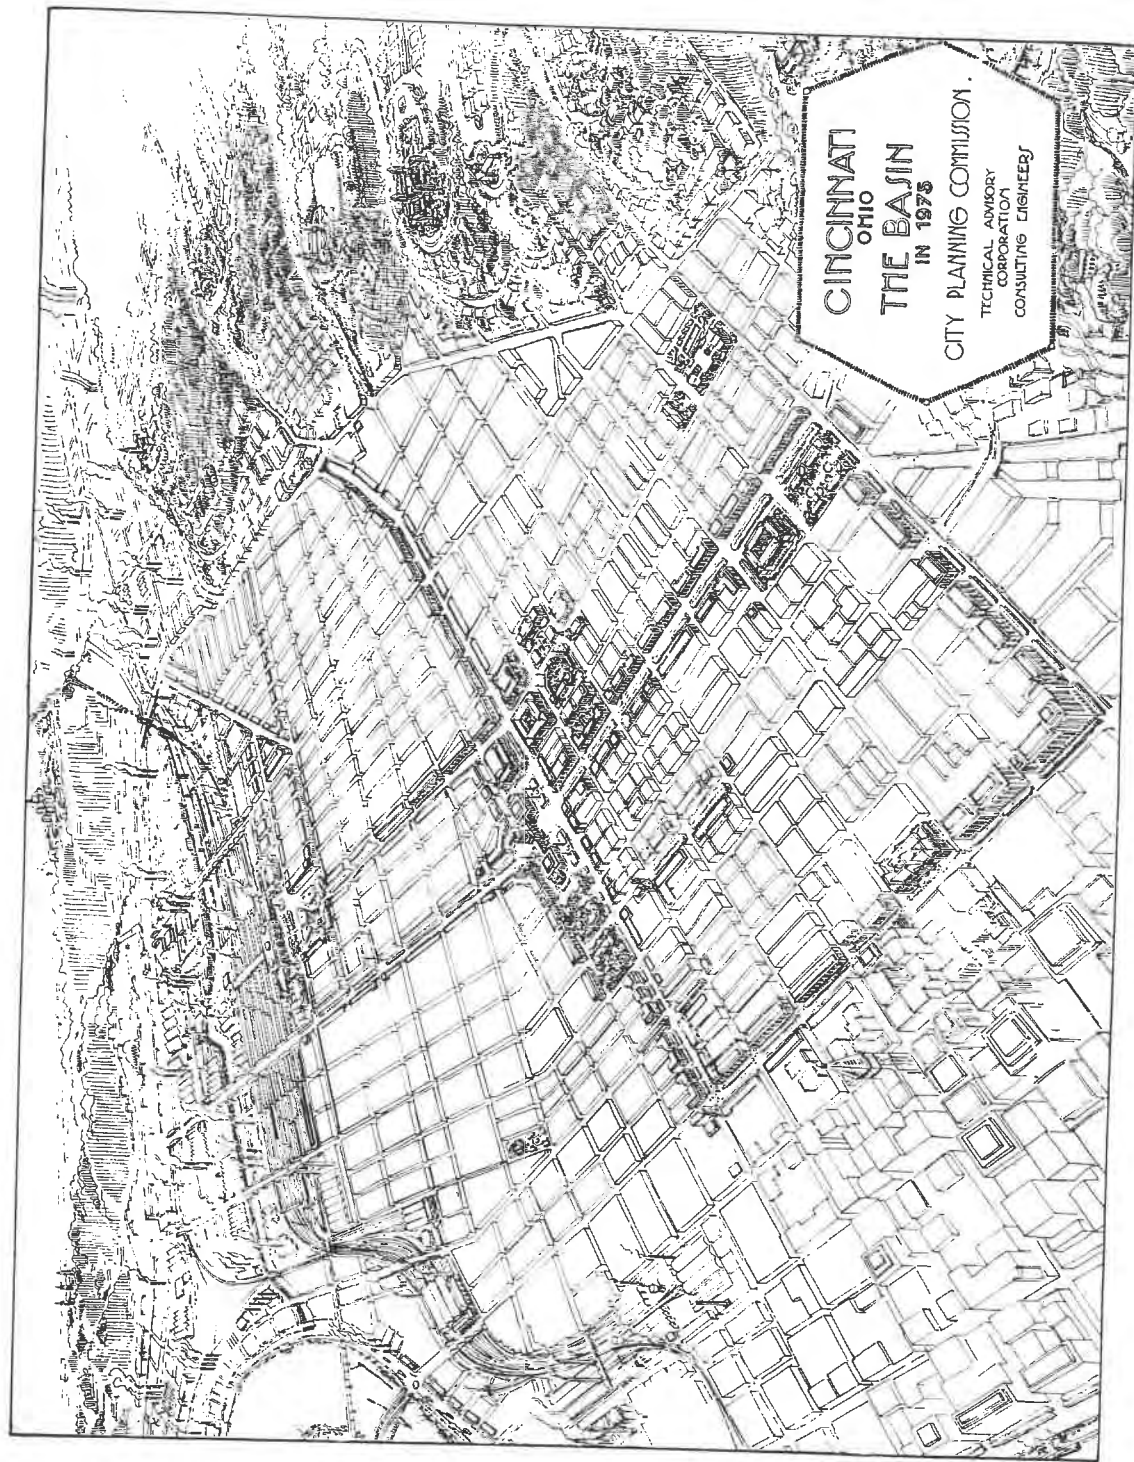 CINCINNATI
OHIO
THE BASIN
IN 1975
CITY PLANNING COMMISSION.
TECHNICAL ADVISORY
CORPORATION
CONSULTING ENGINEERS